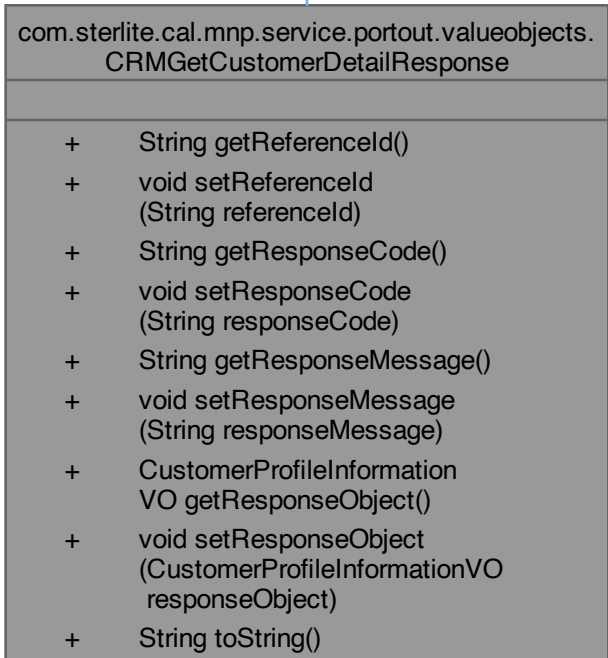 com.sterlite.cal.mnp.service.portout.valueobjects.
CRMGetCustomerDetailResponse
+ String getReferenceId()
+ void setReferenceId
(String referenceId)
+ String getResponseCode()
+ void setResponseCode
(String responseCode)
+ String getResponseMessage()
+ void setResponseMessage
(String responseMessage)
+ CustomerProfileInformation
VO getResponseObject()
+ void setResponseObject
(CustomerProfileInformationVO
responseObject)
+ String toString()